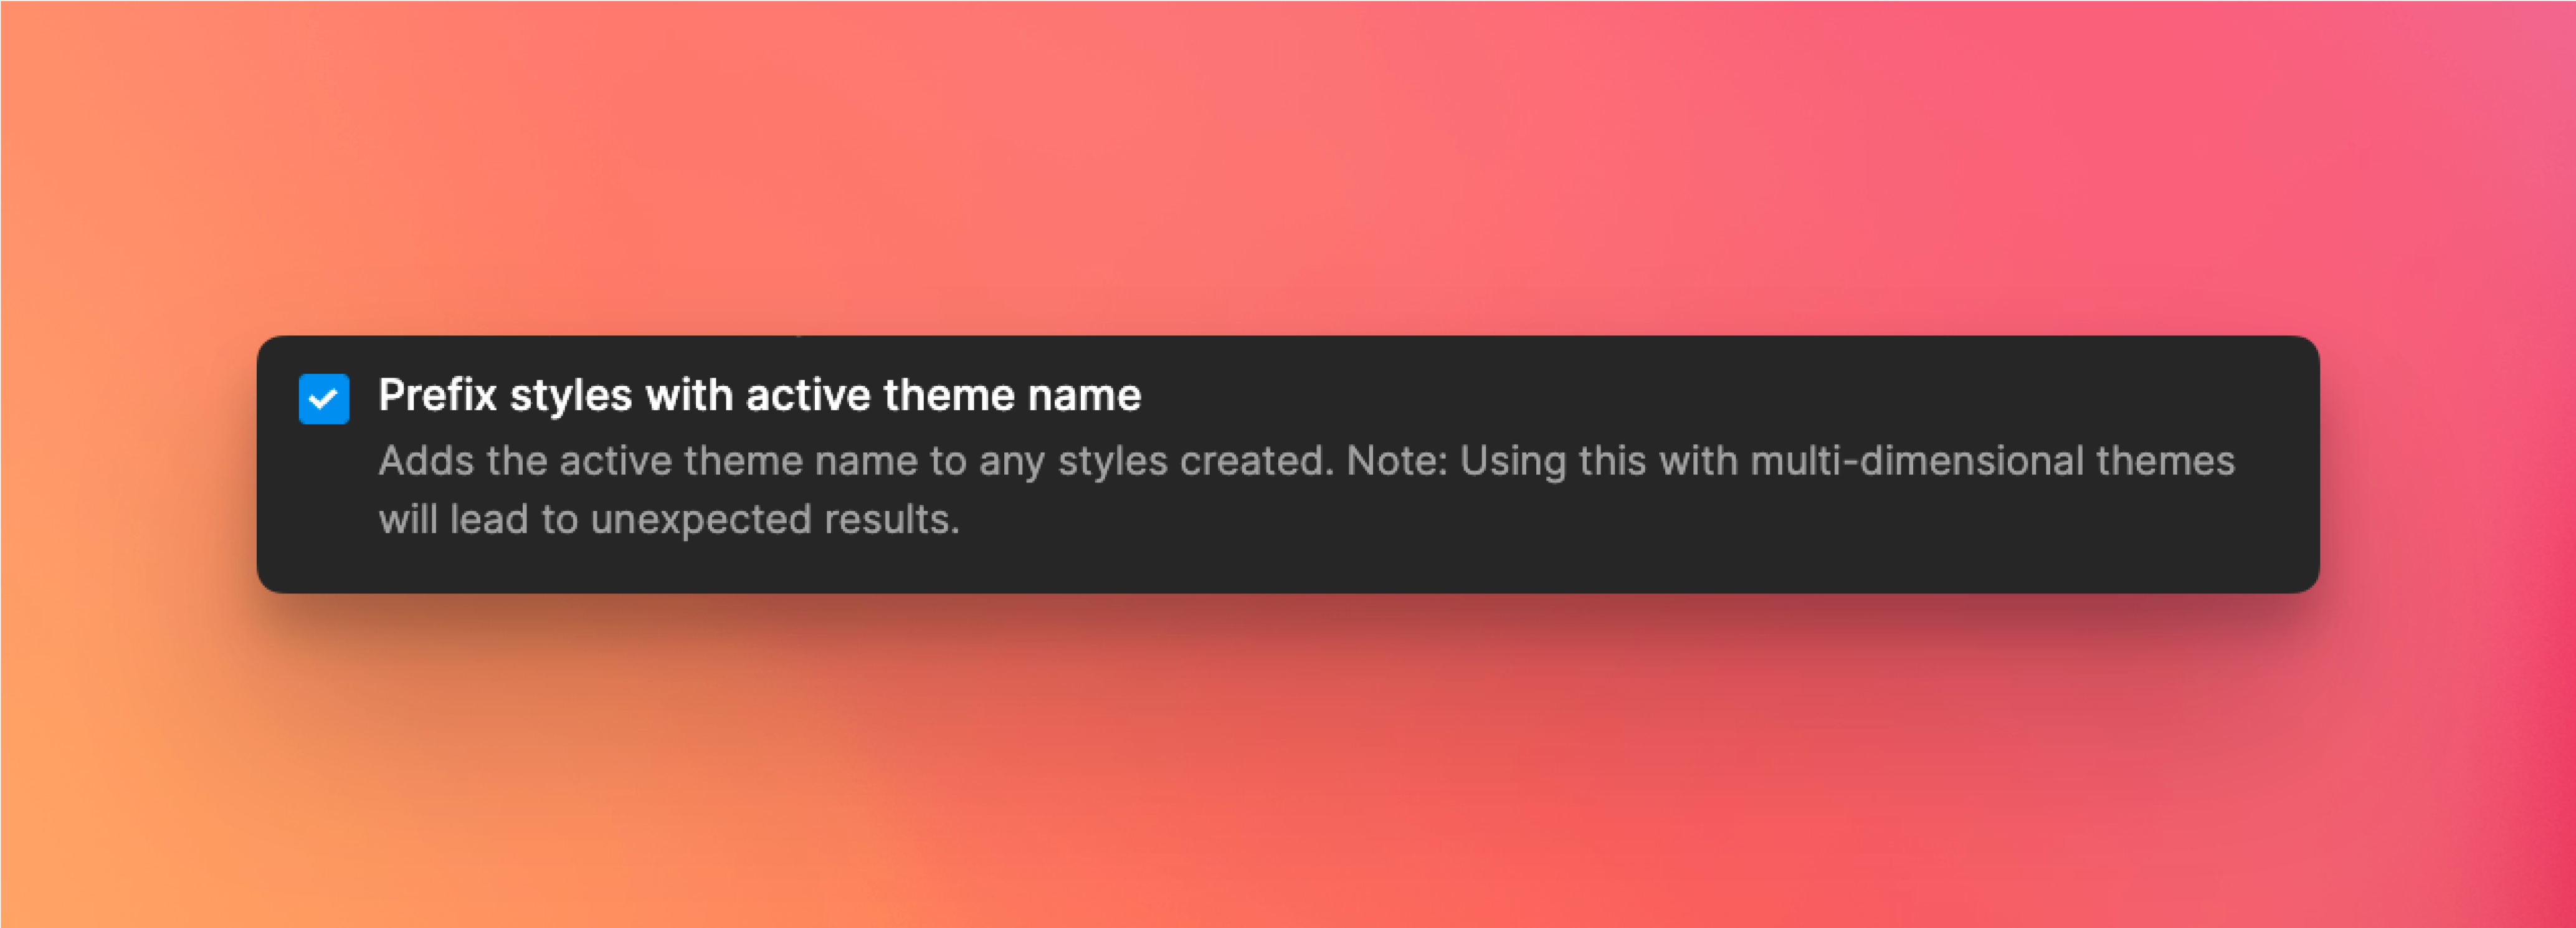 Prefix styles with active theme name
Adds the active theme name to any styles created. Note: Using this with multi-dimensional themes
will lead to unexpected results.